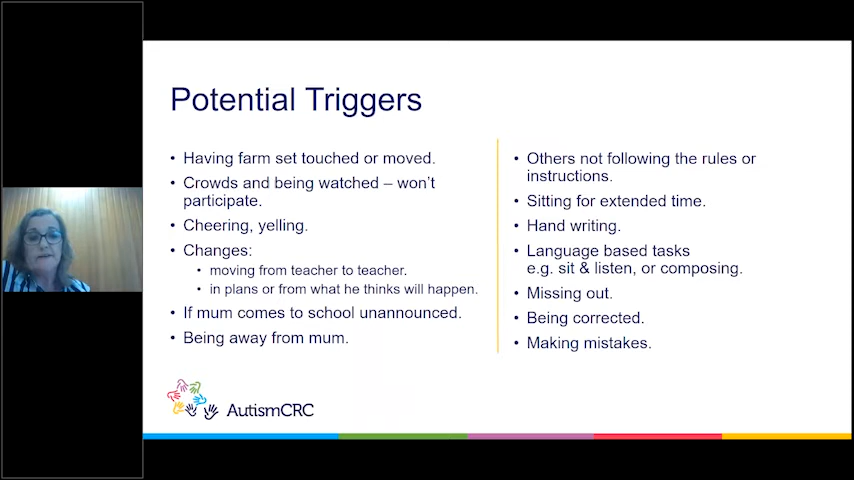 Potential Triggers
• Having farm set touched or moved.
• Crowds and being watched – won't
participate.
• Cheering, yelling.
• Changes:
• moving from teacher to teacher.
• in plans or from what he thinks will happen.
• If mum comes to school unannounced.
• Being away from mum.
• Others not following the rules or
instructions.
• Sitting for extended time.
• Hand writing.
• Language based tasks
e.g. sit & listen, or composing.
• Missing out.
• Being corrected.
• Making mistakes.
AutismCRC